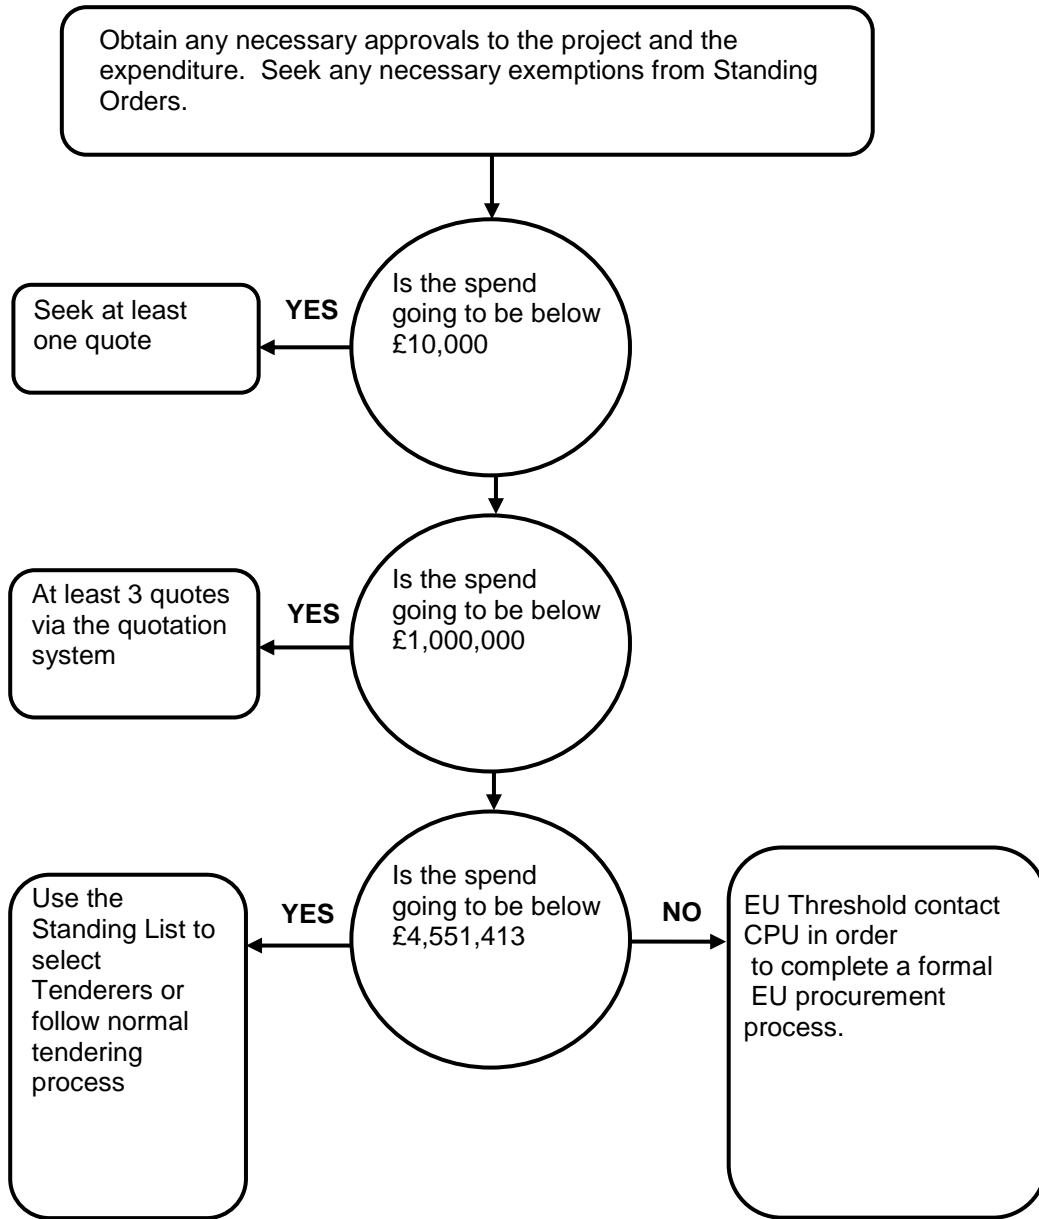 Obtain any necessary approvals to the project and the
expenditure.  Seek any necessary exemptions from Standing
Orders.
Is the spend
going to be below
£10,000
YES
Seek at least
one quote
Is the spend
going to be below
£1,000,000
YES
At least 3 quotes
via the quotation
system
Is the spend
going to be below
£4,551,413
YES
Use the
Standing List to
select
Tenderers or
follow normal
tendering
process
NO
EU Threshold contact
CPU in order
to complete a formal
EU procurement
process.